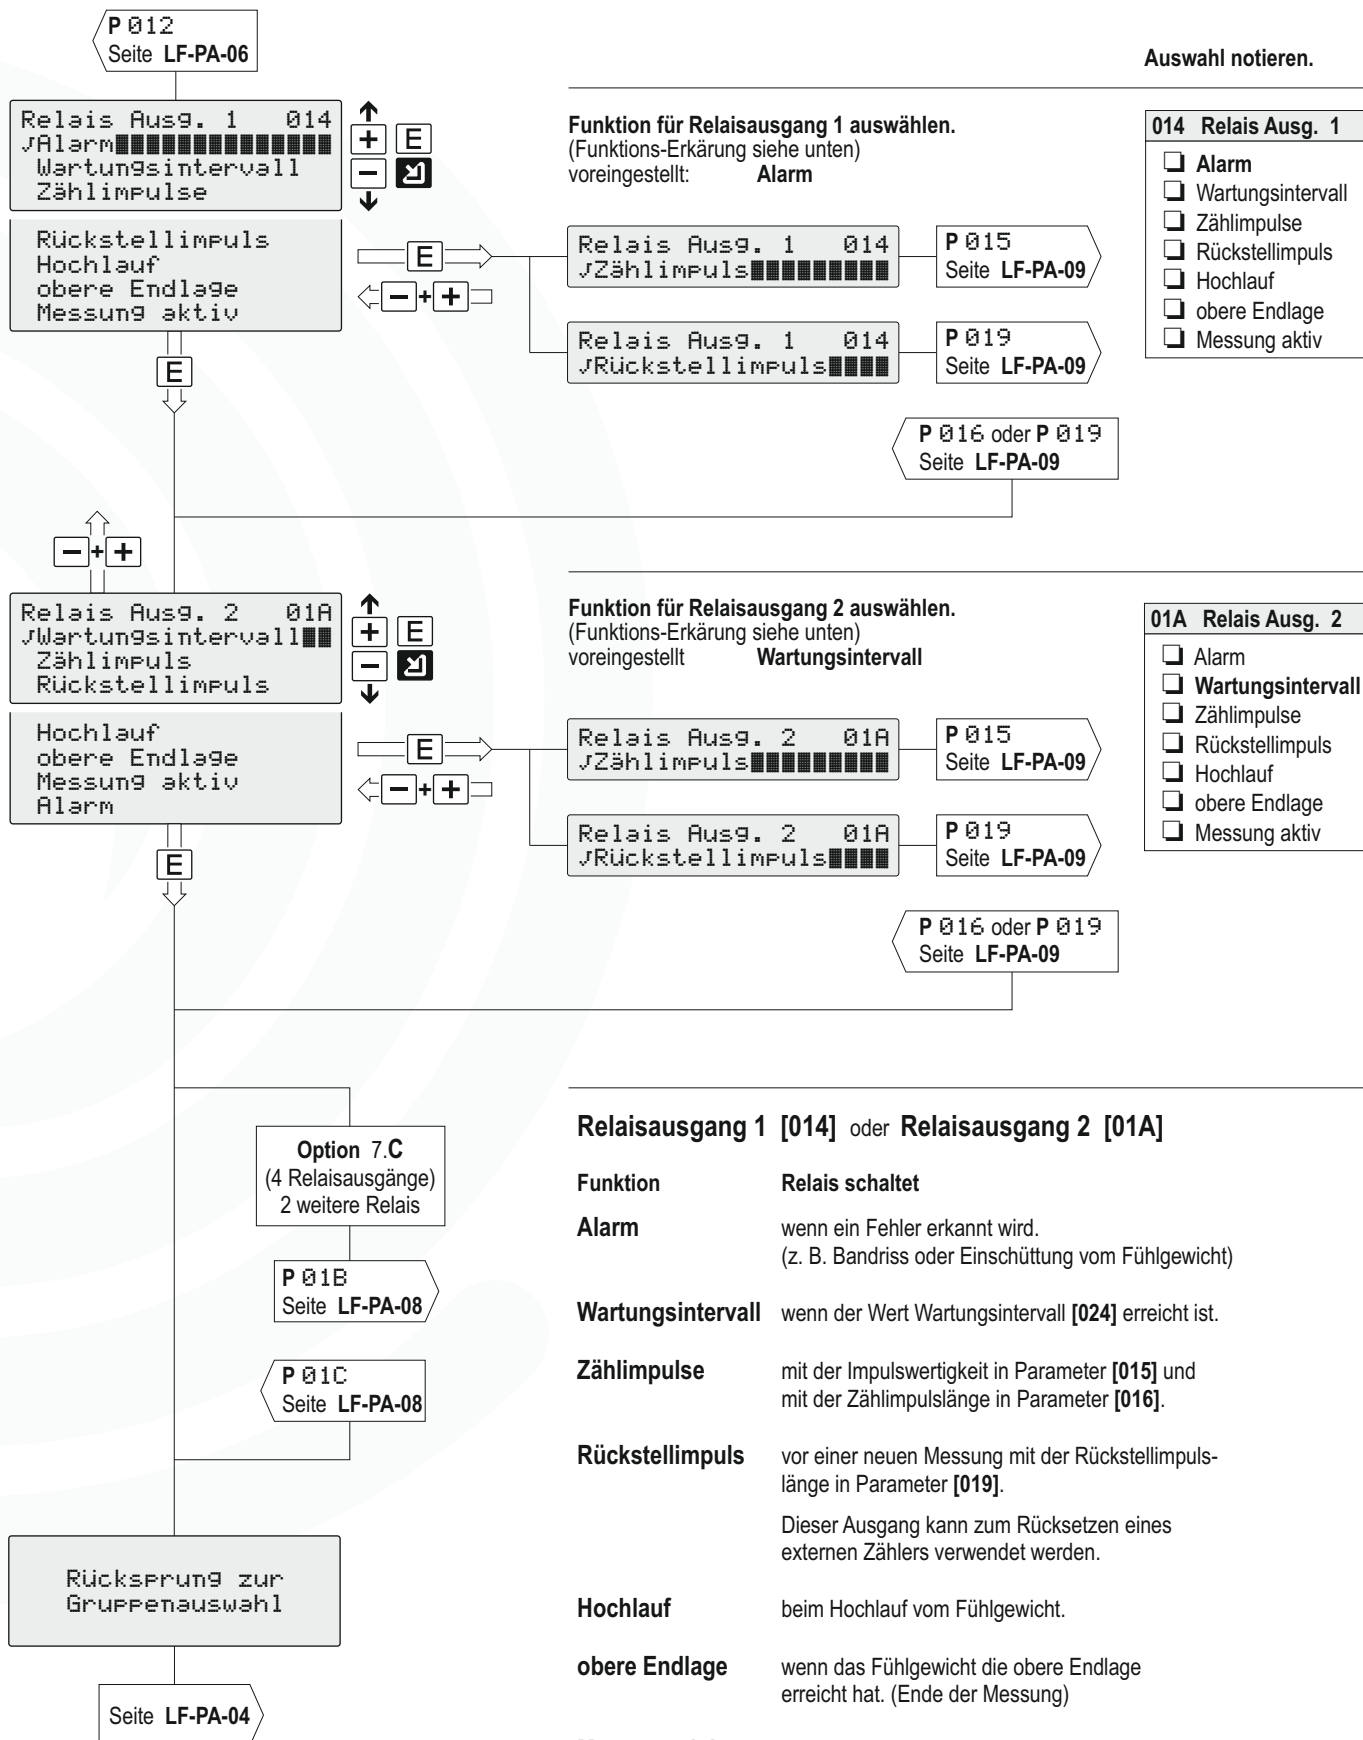 P 012
Seite LF-PA-06
Auswahl notieren.
Relais Ausg. 1 014
Alarm
Wartungsintervall
Zählimpulse
+ E
−
Rückstellimpuls
Hochlauf
obere Endlage
Messung aktiv
E
− + +
E
Funktion für Relaisausgang 1 auswählen.
(Funktions-Erkärung siehe unten)
voreingestellt: Alarm
Relais Ausg. 1 014
Zählimpuls
P 015
Seite LF-PA-09
Relais Ausg. 1 014
Rückstellimpuls
P 019
Seite LF-PA-09
014 Relais Ausg. 1
Alarm
Wartungsintervall
Zählimpulse
Rückstellimpuls
Hochlauf
obere Endlage
Messung aktiv
P 016 oder P 019
Seite LF-PA-09
− + +
Relais Ausg. 2 01A
Wartungsintervall
Zählimpuls
Rückstellimpuls
+ E
−
Hochlauf
obere Endlage
Messung aktiv
Alarm
E
− + +
E
Funktion für Relaisausgang 2 auswählen.
(Funktions-Erkärung siehe unten)
voreingestellt Wartungsintervall
Relais Ausg. 2 01A
Zählimpuls
P 015
Seite LF-PA-09
Relais Ausg. 2 01A
Rückstellimpuls
P 019
Seite LF-PA-09
01A Relais Ausg. 2
Alarm
Wartungsintervall
Zählimpulse
Rückstellimpuls
Hochlauf
obere Endlage
Messung aktiv
P 016 oder P 019
Seite LF-PA-09
Option 7.C
(4 Relaisausgänge)
2 weitere Relais
P 01B
Seite LF-PA-08
P 01C
Seite LF-PA-08
Rücksprung zur
Gruppenauswahl
Seite LF-PA-04
Relaisausgang 1 [014] oder Relaisausgang 2 [01A]
Funktion Relais schaltet
Alarm wenn ein Fehler erkannt wird.
(z. B. Bandriss oder Einschüttung vom Fühlgewicht)
Wartungsintervall wenn der Wert Wartungsintervall [024] erreicht ist.
Zählimpulse mit der Impulswertigkeit in Parameter [015] und
mit der Zählimpulslänge in Parameter [016].
Rückstellimpuls vor einer neuen Messung mit der Rückstellimpuls-
länge in Parameter [019].
Dieser Ausgang kann zum Rücksetzen eines
externen Zählers verwendet werden.
Hochlauf beim Hochlauf vom Fühlgewicht.
obere Endlage wenn das Fühlgewicht die obere Endlage
erreicht hat. (Ende der Messung)